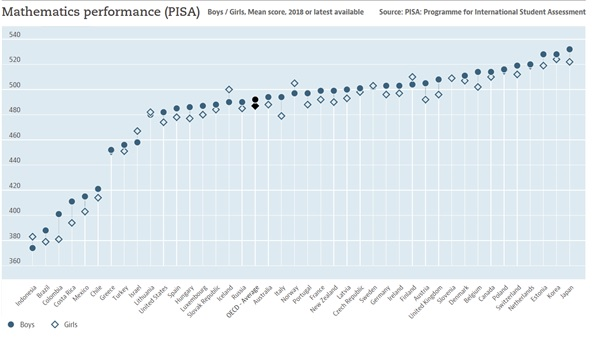 Mathematics performance (PISA) Boys / Girls, Mean score, 2018 or latest available Source: PISA: Programme for International Student Assessment
540
520
500
480
460
440
420
400
380
360
Indonesia
Brazil
Colombia
Costa Rica
Mexico
Chile
Greece
Turkey
Israel
Lithuania
United States
Spain
Hungary
Luxembourg
Slovak Republic
Iceland
Russia
OECD - Average
Australia
Italy
Norway
Portugal
France
New Zealand
Latvia
Czech Republic
Sweden
Germany
Ireland
Finland
Austria
United Kingdom
Slovenia
Denmark
Belgium
Canada
Poland
Switzerland
Netherlands
Estonia
Korea
Japan
Boys Girls